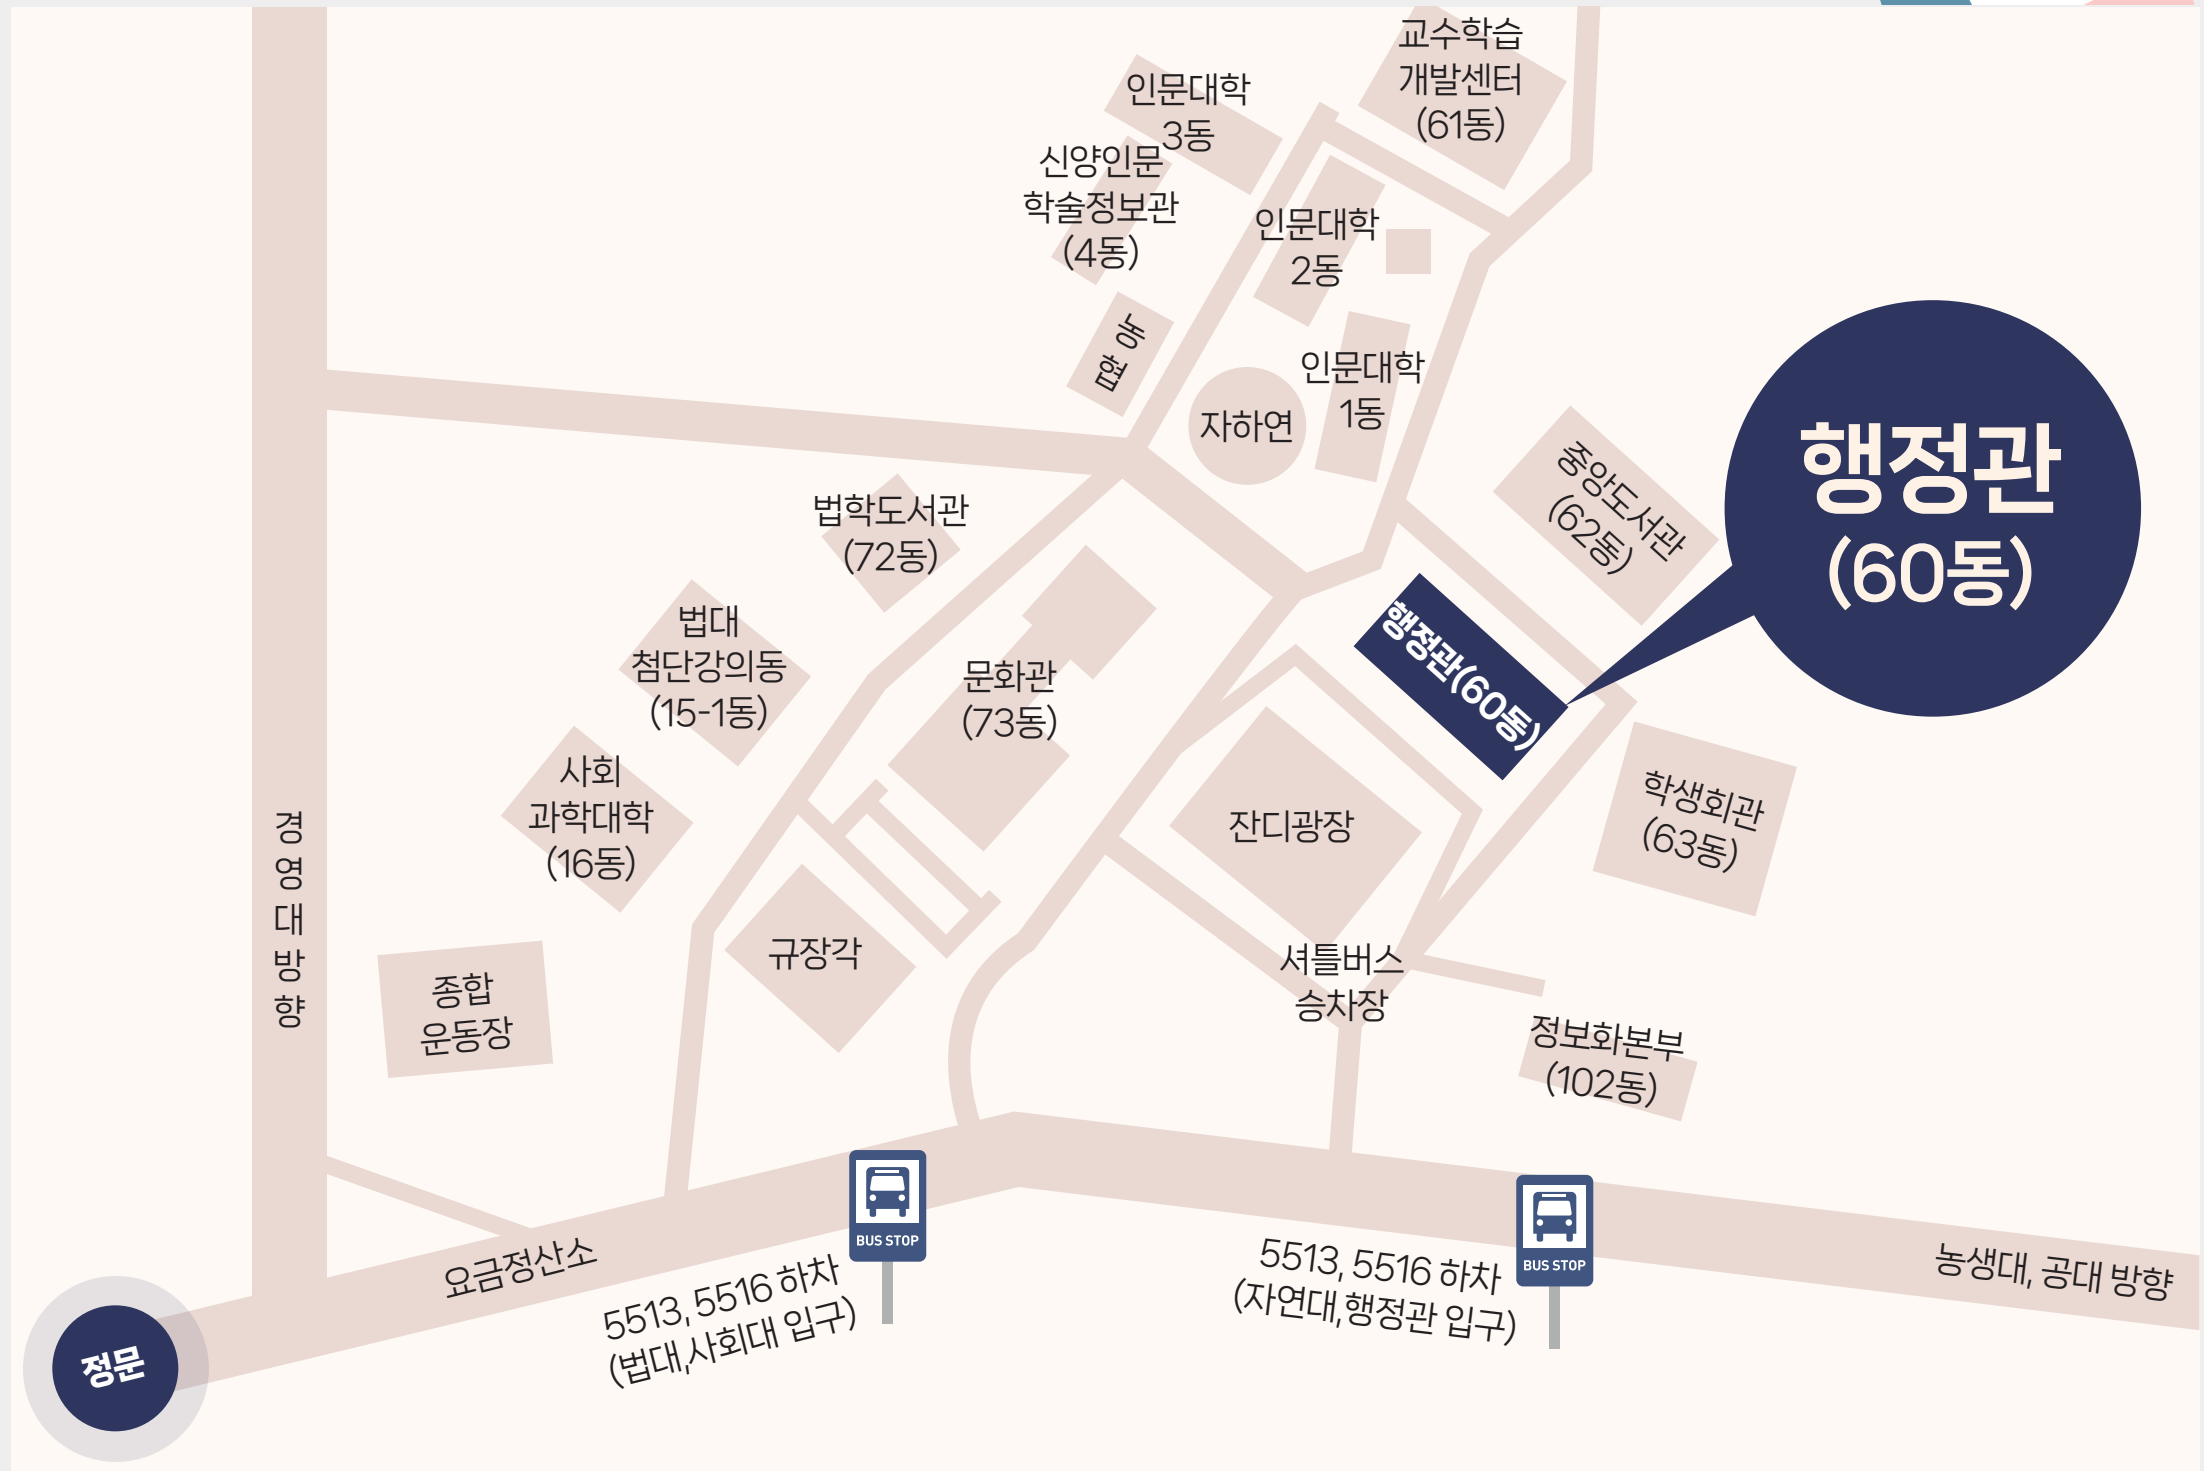 교수학습
개발센터
(61동)
인문대학
3동
신양인문
학술정보관
(4동)
인문대학
2동
농협
인문대학
1동
자하연
중앙도서관
(62동)
행정관
(60동)
법학도서관
(72동)
법대
첨단강의동
(15-1동)
행정관(60동)
문화관
(73동)
사회
과학대학
(16동)
학생회관
(63동)
잔디광장
경
영
대
방
향
규장각
셔틀버스
승차장
종합
운동장
정보화본부
(102동)
BUS STOP
BUS STOP
요금정산소
5513, 5516 하차
(법대,사회대 입구)
5513, 5516 하차
(자연대,행정관 입구)
농생대, 공대 방향
정문